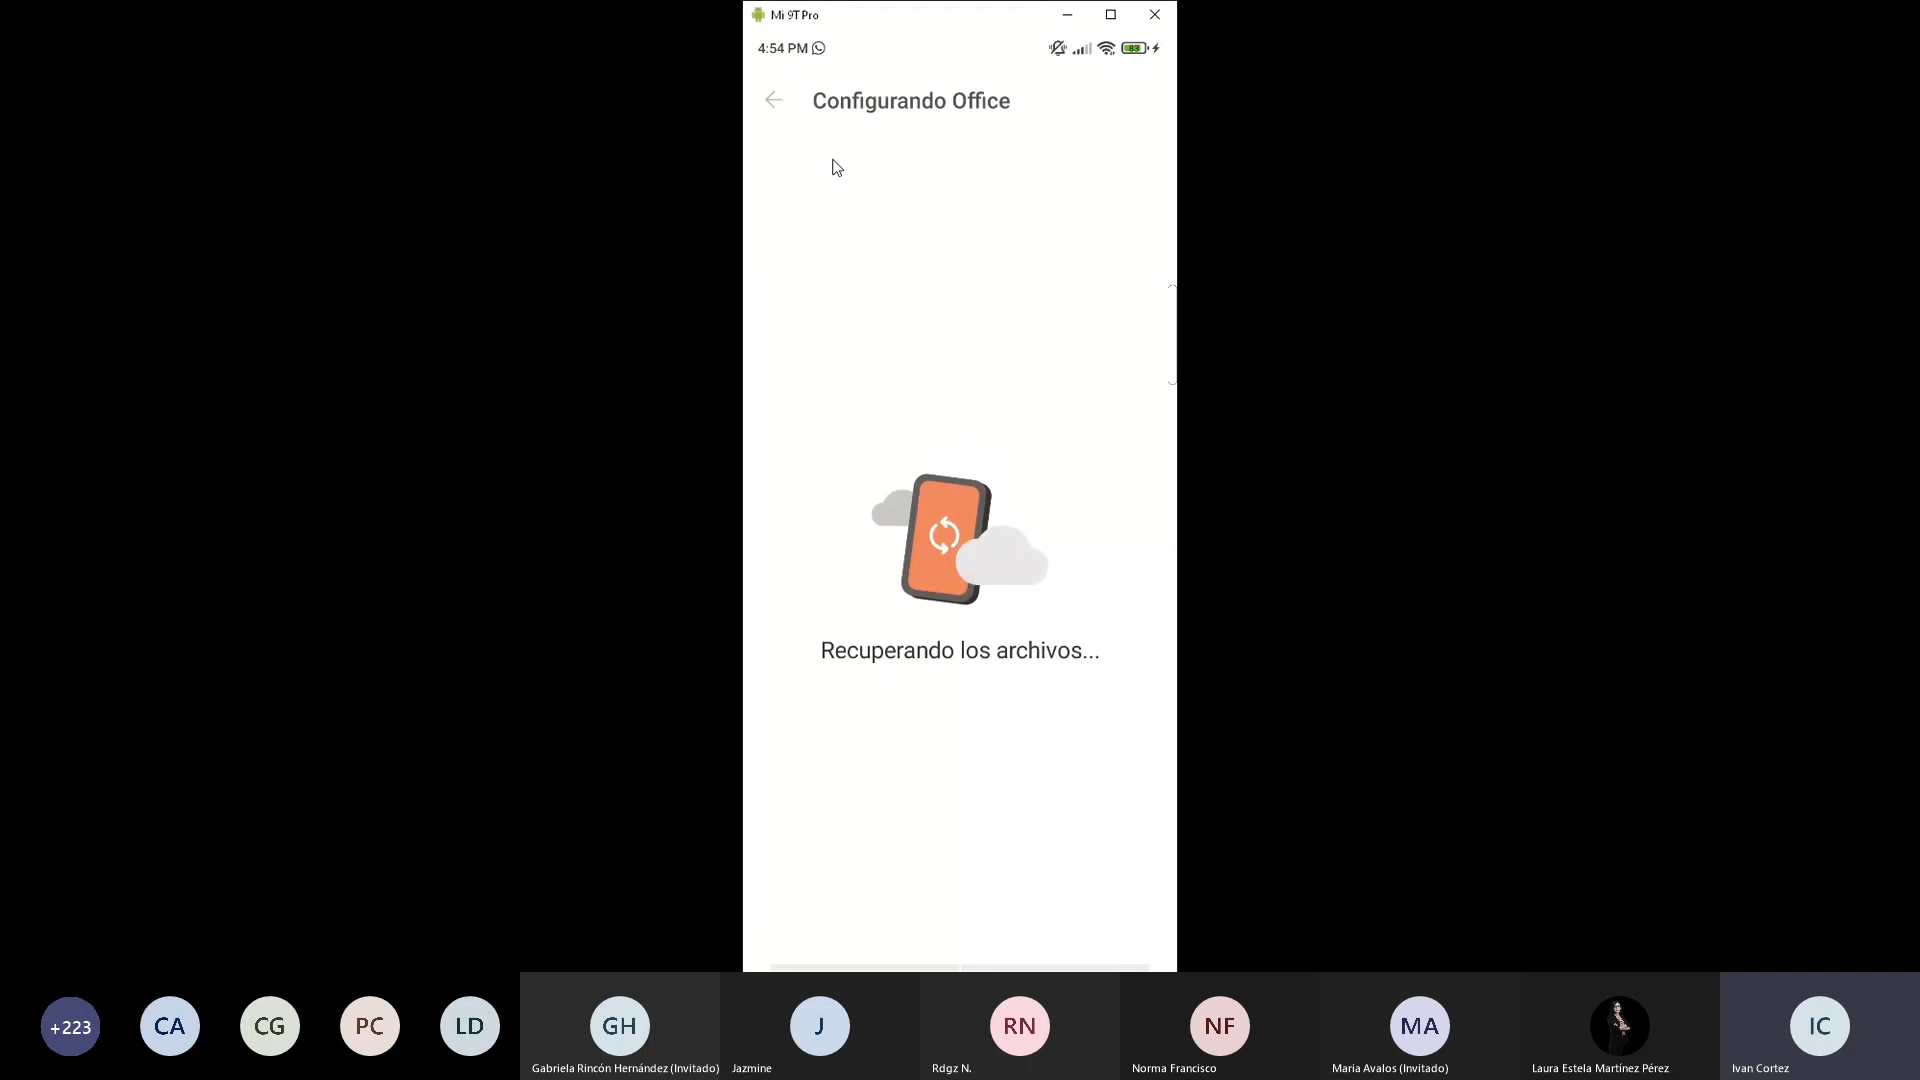 Mi 9T Pro
4:54 PM
83
Configurando Office
Recuperando los archivos...
+223
CA
CG
PC
LD
GH
J
RN
NF
MA
IC
Gabriela Rincón Hernández (Invitado)
Jazmine
Rdgz N.
Norma Francisco
Maria Avalos (Invitado)
Laura Estela Martínez Pérez
Ivan Cortez